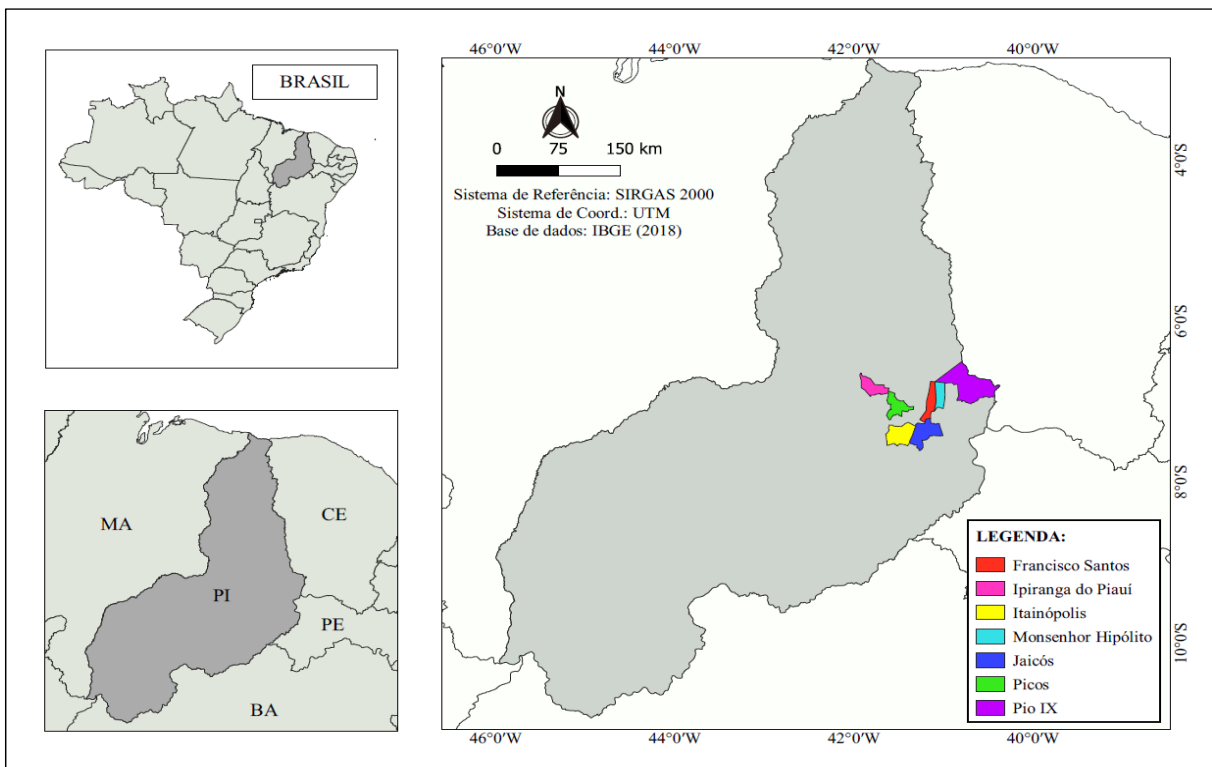 BRASIL
MA
CE
PI
PE
BA
46°0'W 44°0'W 42°0'W 40°0'W
N
0 75 150 km
Sistema de Referência: SIRGAS 2000
Sistema de Coord.: UTM
Base de dados: IBGE (2018)
4°0'S
6°0'S
8°0'S
10°0'S
LEGENDA:
Francisco Santos
Ipiranga do Piauí
Itainópolis
Monsenhor Hipólito
Jaicós
Picos
Pio IX
46°0'W 44°0'W 42°0'W 40°0'W